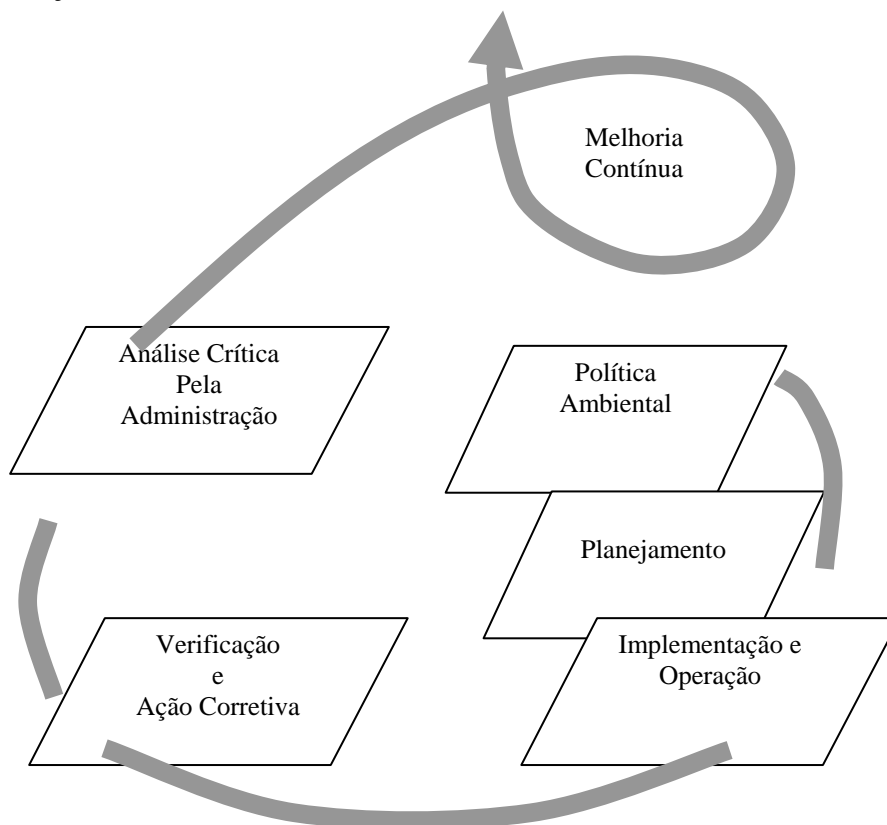 Melhoria
Contínua
Análise Crítica
Pela
Administração
Política
Ambiental
Planejamento
Verificação
e
Ação Corretiva
Implementação e
Operação